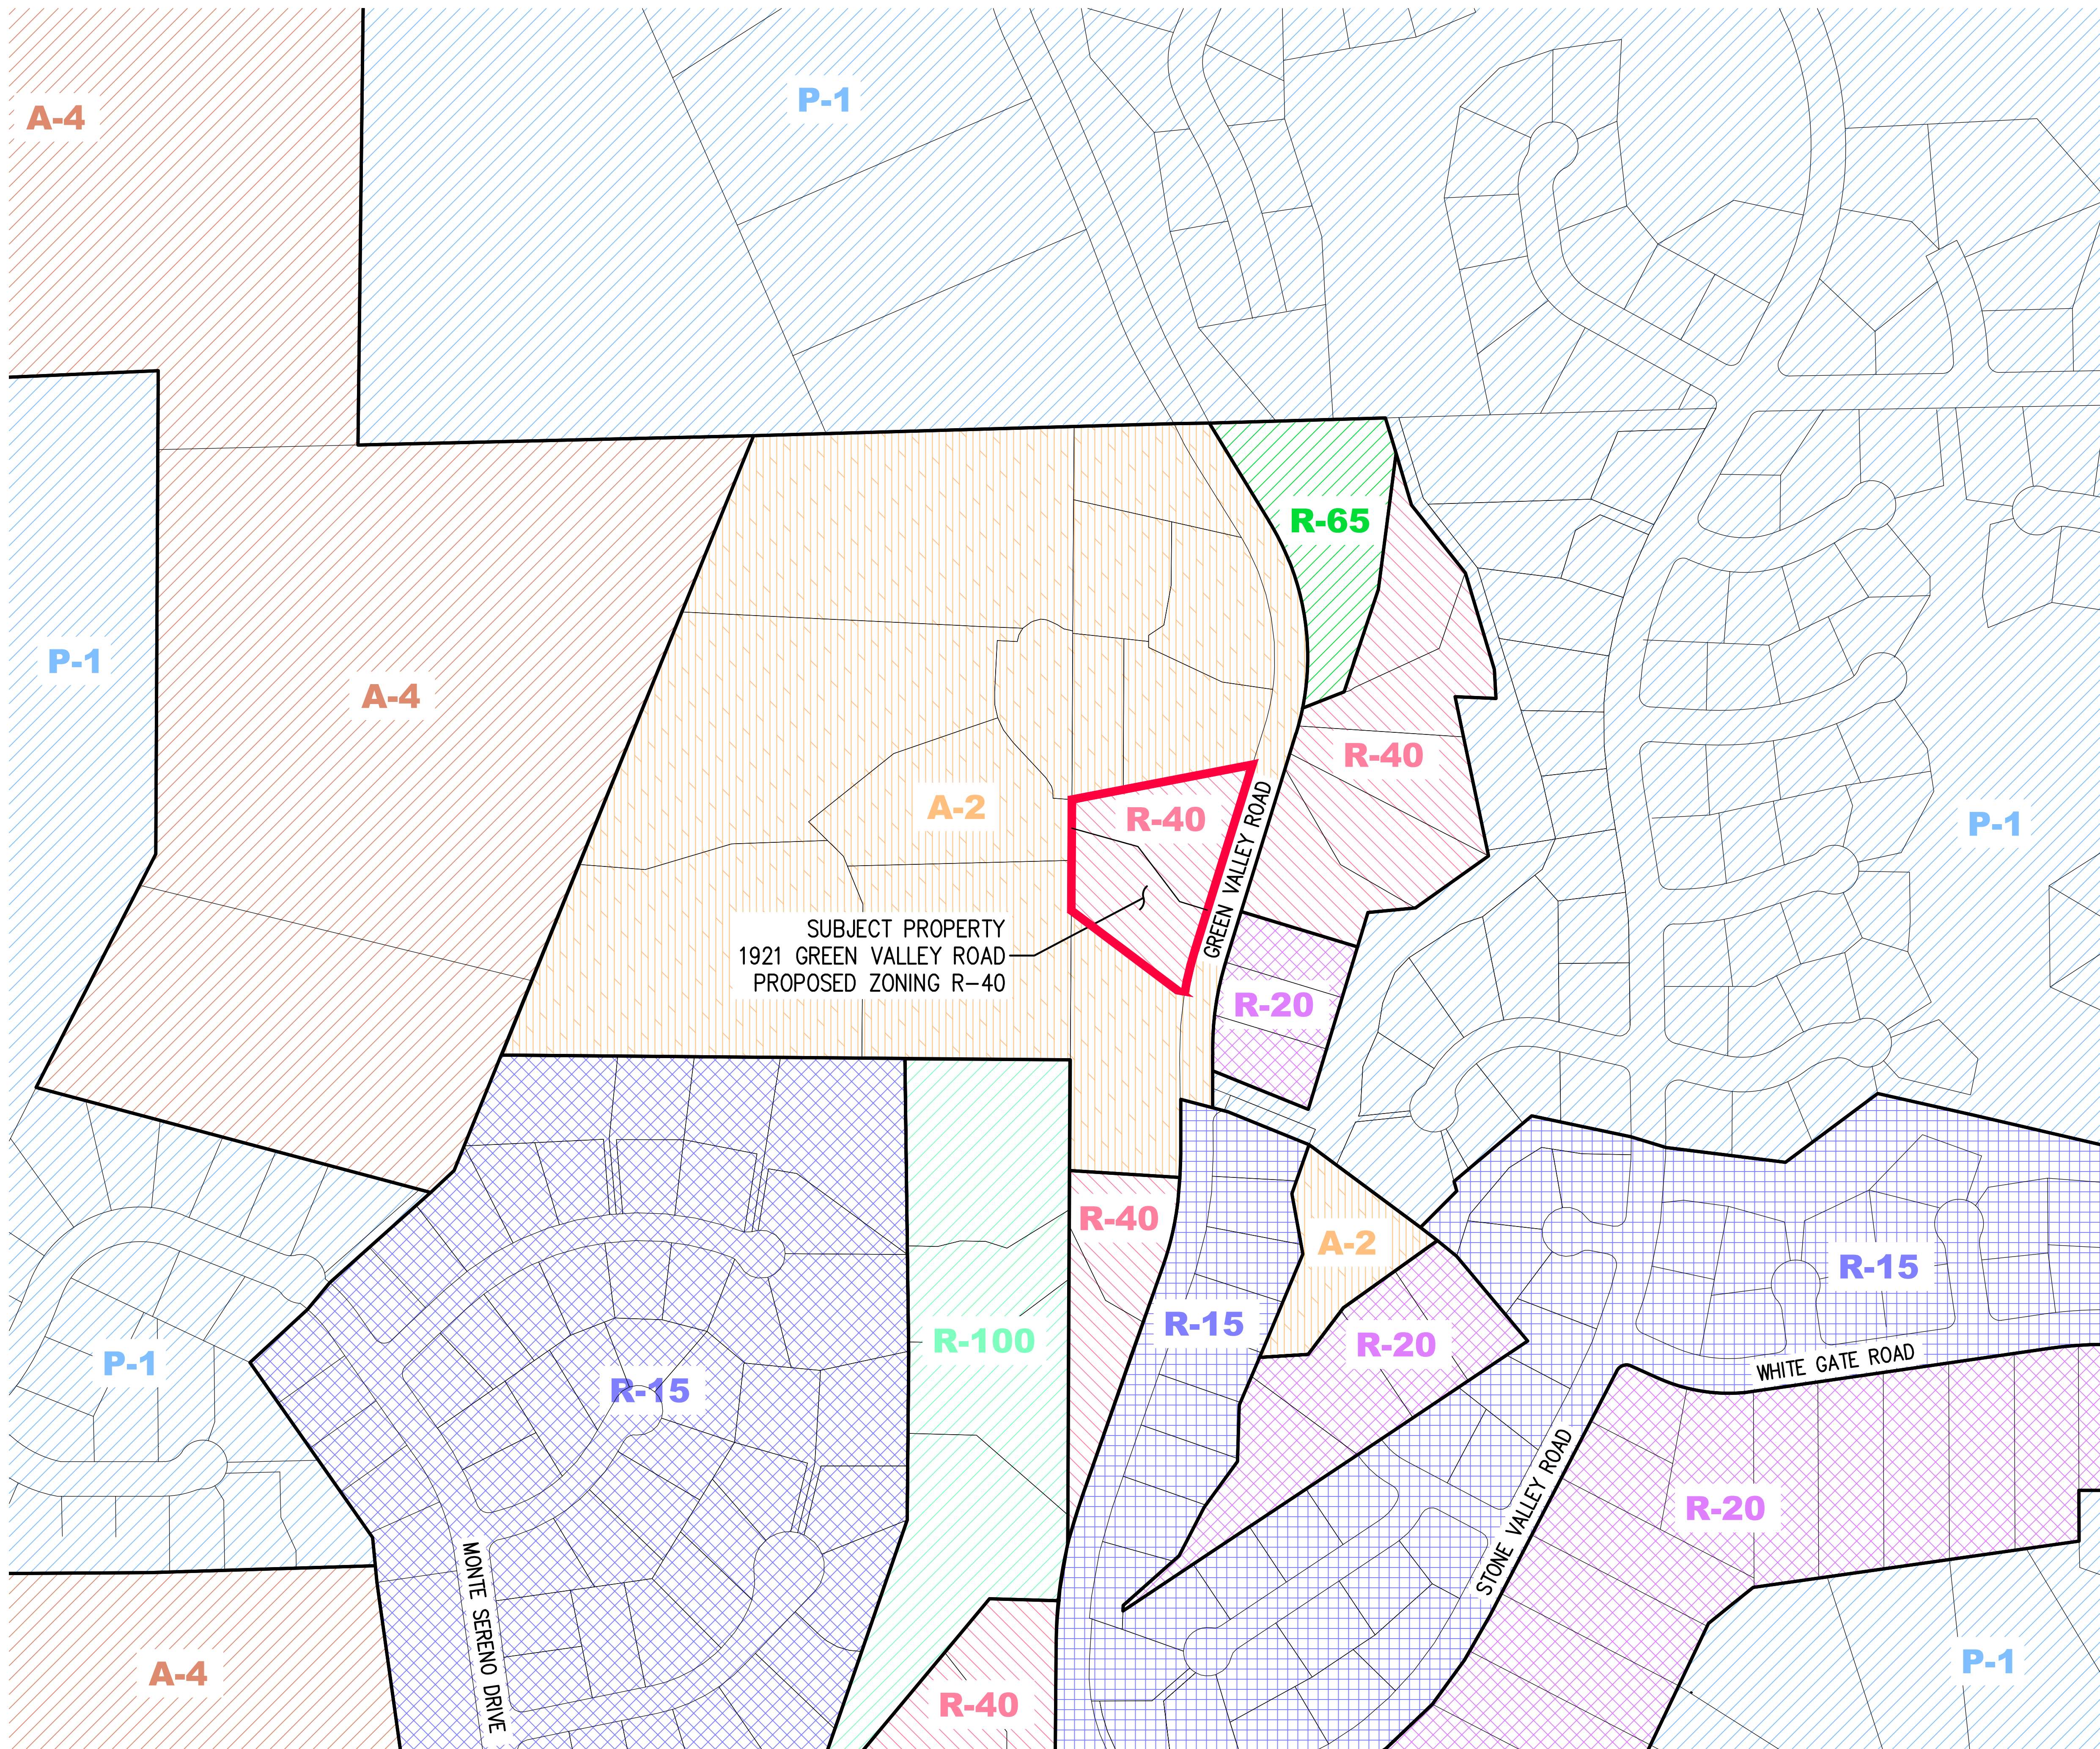 P-1
A-4
R-65
P-1
A-4
R-40
A-2
R-40
P-1
GREEN VALLEY ROAD
SUBJECT PROPERTY
1921 GREEN VALLEY ROAD
PROPOSED ZONING R-40
R-20
R-40
A-2
R-15
R-15
R-100
R-20
P-1
WHITE GATE ROAD
R-15
R-20
STONE VALLEY ROAD
MONTE SERENO DRIVE
P-1
A-4
R-40